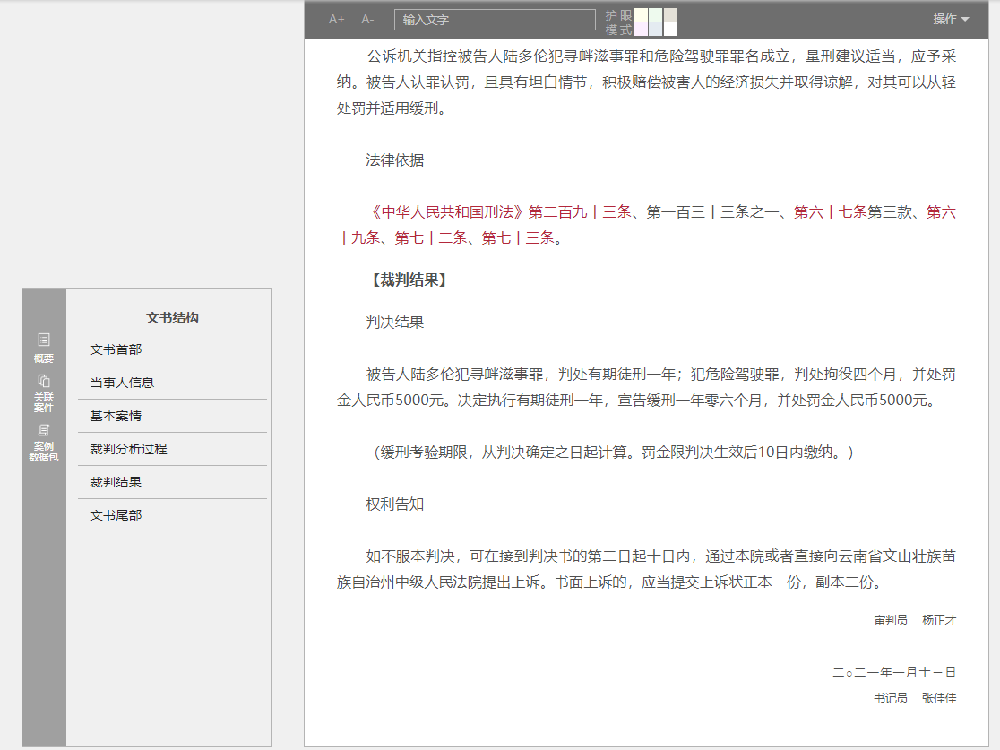 A+ A- 输入文字 护眼 操作
模式
公诉机关指控被告人陆多伦犯寻衅滋事罪和危险驾驶罪罪名成立，量刑建议适当，应予采
纳。被告人认罪认罚，且具有坦白情节，积极赔偿被害人的经济损失并取得谅解，对其可以从轻
处罚并适用缓刑。
法律依据
《中华人民共和国刑法》第二百九十三条、第一百三十三条之一、第六十七条第三款、第六
十九条、第七十二条、第七十三条。
【裁判结果】
判决结果
被告人陆多伦犯寻衅滋事罪，判处有期徒刑一年；犯危险驾驶罪，判处拘役四个月，并处罚
金人民币5000元。决定执行有期徒刑一年，宣告缓刑一年零六个月，并处罚金人民币5000元。
（缓刑考验期限，从判决确定之日起计算。罚金限判决生效后10日内缴纳。）
权利告知
如不服本判决，可在接到判决书的第二日起十日内，通过本院或者直接向云南省文山壮族苗
族自治州中级人民法院提出上诉。书面上诉的，应当提交上诉状正本一份，副本二份。
审判员 杨正才
二○二一年一月十三日
书记员 张佳佳
概要
关联
案件
案例
数据包
文书结构
文书首部
当事人信息
基本案情
裁判分析过程
裁判结果
文书尾部